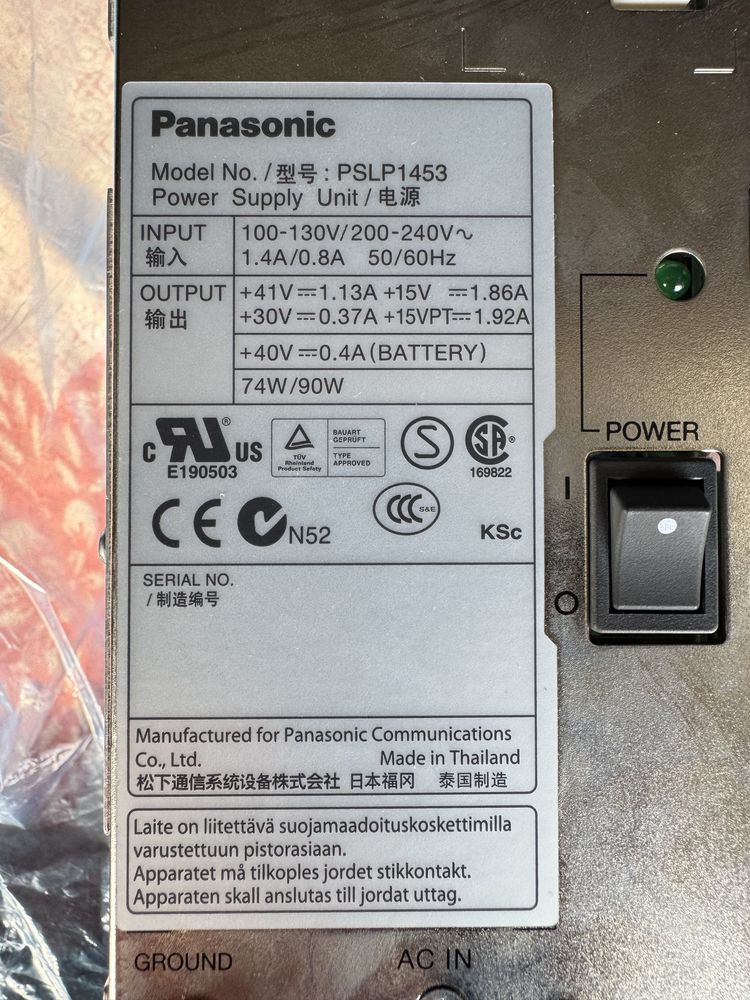 Panasonic
Model No. / 型号 : PSLP1453
Power Supply Unit / 电源
INPUT 100-130V/200-240V～
输入 1.4A/0.8A 50/60Hz
OUTPUT +41V⎓1.13A +15V ⎓1.86A
输出 +30V⎓0.37A +15VPT⎓1.92A
+40V⎓0.4A (BATTERY)
74W/90W
POWER
C RU ® US
E190503
TÜV
Rheinland
Product Safety
BAUART
GEPRÜFT
TYPE
APPROVED
S
SA ®
169822
CE
N52
CCC S&E
KSc
I
O
SERIAL NO.
/ 制造编号
Manufactured for Panasonic Communications
Co., Ltd. Made in Thailand
松下通信系统设备株式会社 日本福冈 泰国制造
Laite on liitettävä suojamaadoituskoskettimilla
varustettuun pistorasiaan.
Apparatet må tilkoples jordet stikkontakt.
Apparaten skall anslutas till jordat uttag.
GROUND AC IN